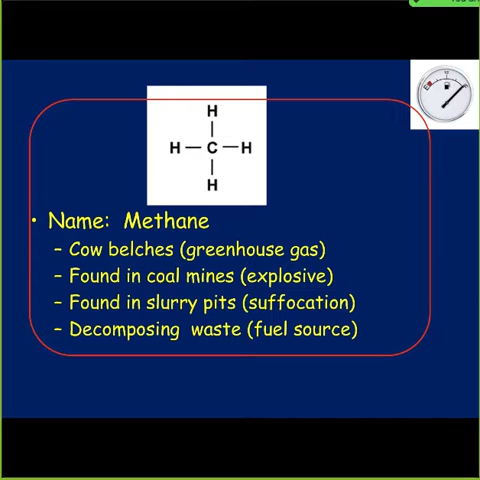 H
H – C – H
H
• Name: Methane
– Cow belches (greenhouse gas)
– Found in coal mines (explosive)
– Found in slurry pits (suffocation)
– Decomposing waste (fuel source)